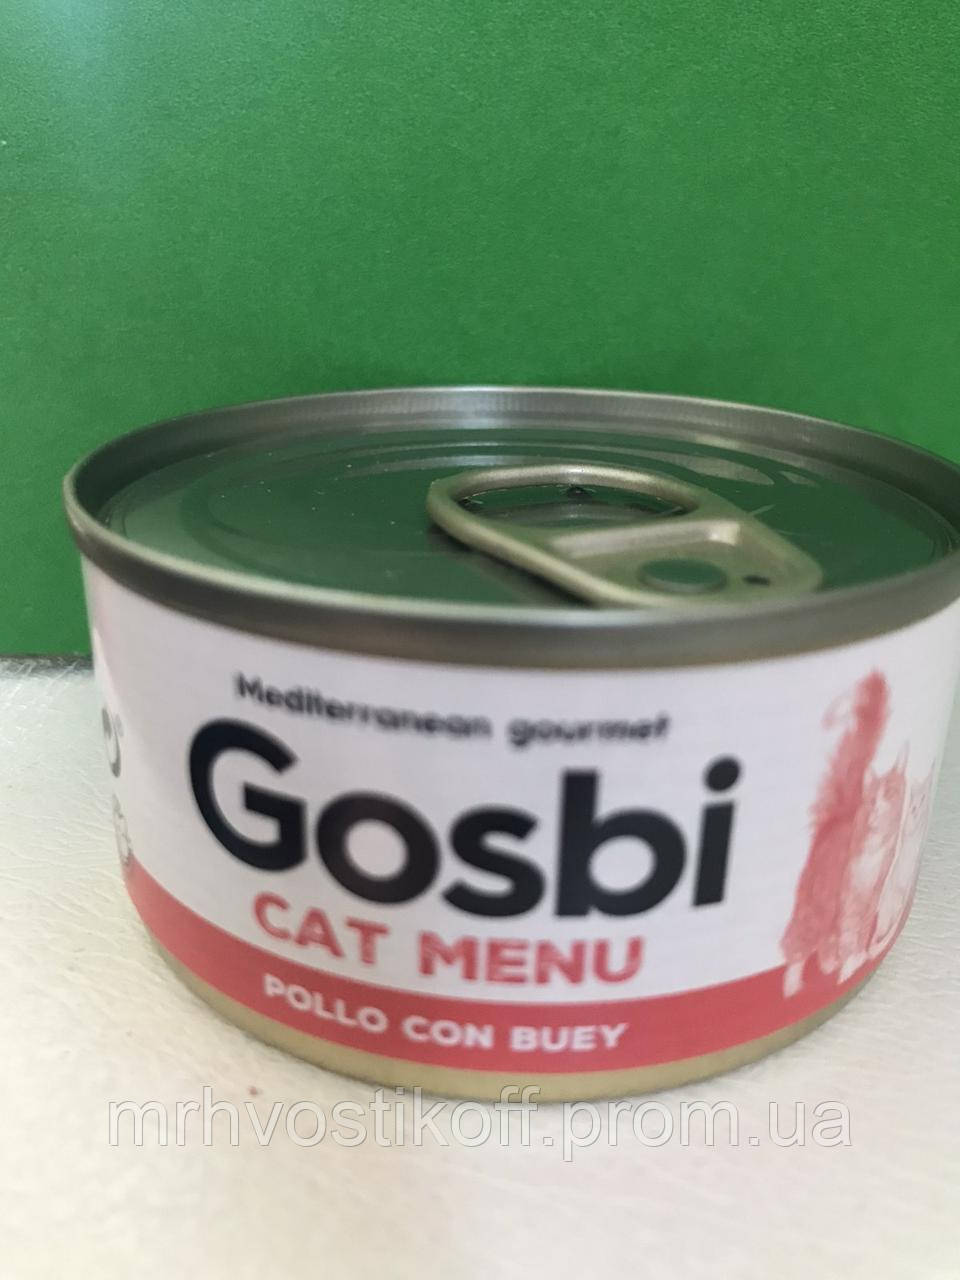 Mediterranean gourmet
Gosbi
CAT MENU
POLLO CON BUEY
mrhvostikoff.prom.ua